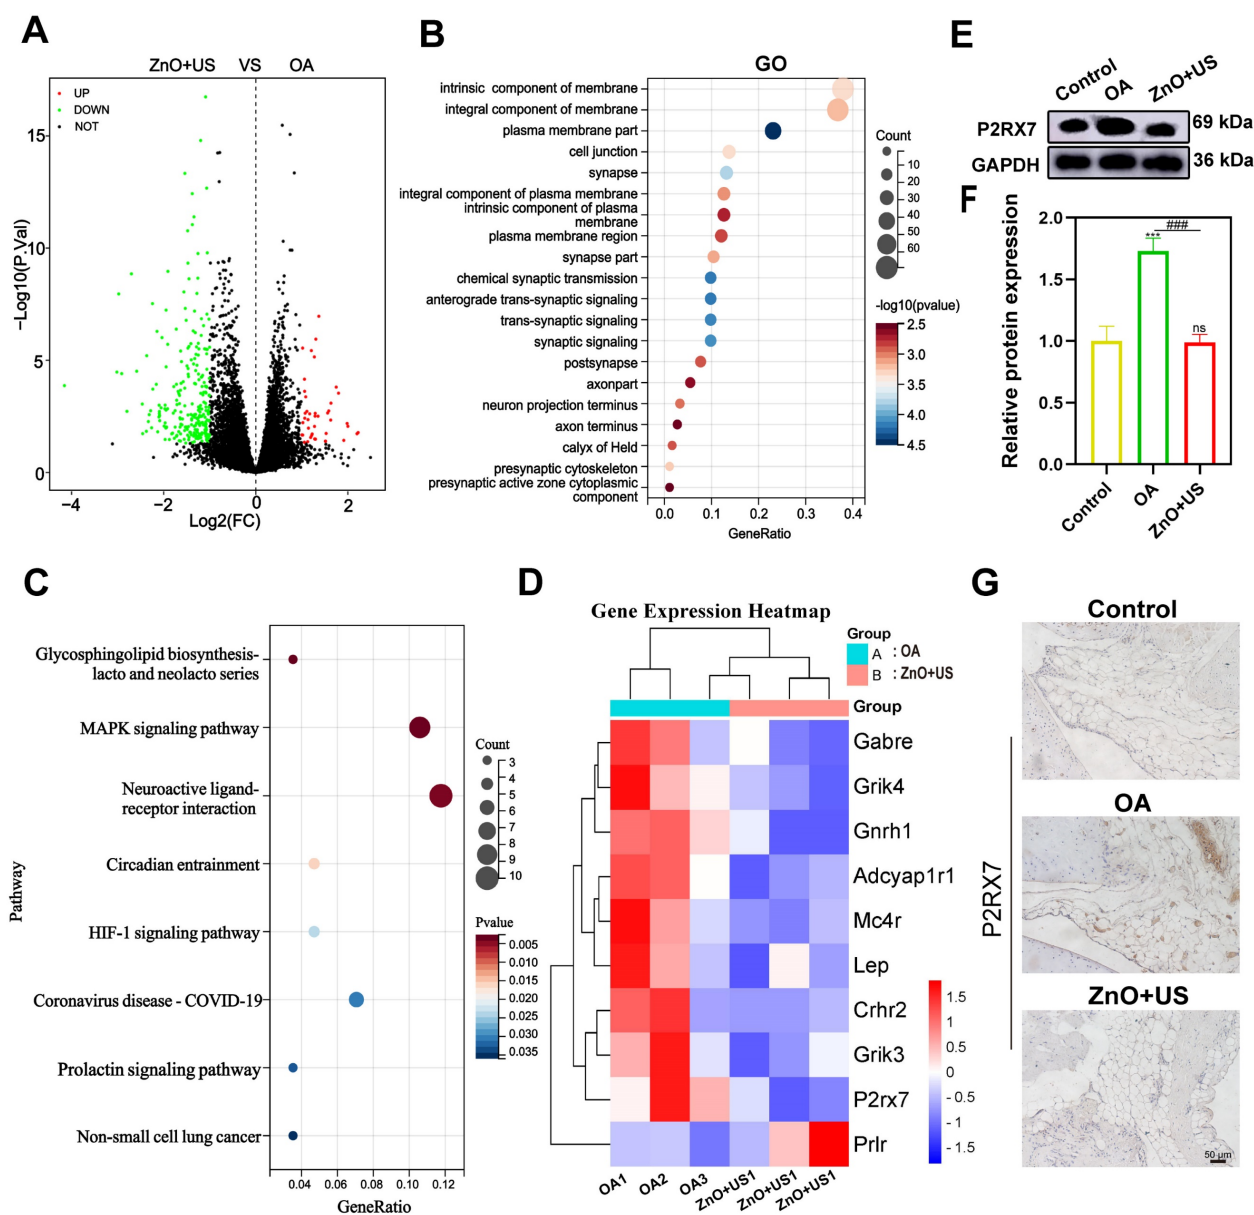 A
ZnO+US VS OA
UP
DOWN
NOT
15
10
5
0
−Log10(P.Val)
−4 −2 0 2
Log2(FC)
B
GO
intrinsic component of membrane
integral component of membrane
plasma membrane part
cell junction
synapse
integral component of plasma membrane
intrinsic component of plasma
membrane
plasma membrane region
synapse part
chemical synaptic transmission
anterograde trans-synaptic signaling
trans-synaptic signaling
synaptic signaling
postsynapse
axonpart
neuron projection terminus
axon terminus
calyx of Held
presynaptic cytoskeleton
presynaptic active zone cytoplasmic
component
0.0 0.1 0.2 0.3 0.4
GeneRatio
Count
10
20
30
40
50
60
-log10(pvalue)
2.5
3.0
3.5
4.0
4.5
E
Control
OA
ZnO+US
P2RX7
69 kDa
GAPDH
36 kDa
F
Relative protein expression
2.0
1.5
1.0
0.5
0.0
***
###
ns
Control
OA
ZnO+US
C
Pathway
Glycosphingolipid biosynthesis-
lacto and neolacto series
MAPK signaling pathway
Neuroactive ligand-
receptor interaction
Circadian entrainment
HIF-1 signaling pathway
Coronavirus disease - COVID-19
Prolactin signaling pathway
Non-small cell lung cancer
0.04 0.06 0.08 0.10 0.12
GeneRatio
Count
3
4
5
6
7
8
9
10
Pvalue
0.005
0.010
0.015
0.020
0.025
0.030
0.035
D
Gene Expression Heatmap
Group
A : OA
B : ZnO+US
Group
Gabre
Grik4
Gnrh1
Adcyap1r1
Mc4r
Lep
Crhr2
Grik3
P2rx7
Prlr
OA1
OA2
OA3
ZnO+US1
ZnO+US1
ZnO+US1
1.5
1
0.5
0
- 0.5
- 1
- 1.5
G
Control
OA
ZnO+US
P2RX7
50 μm